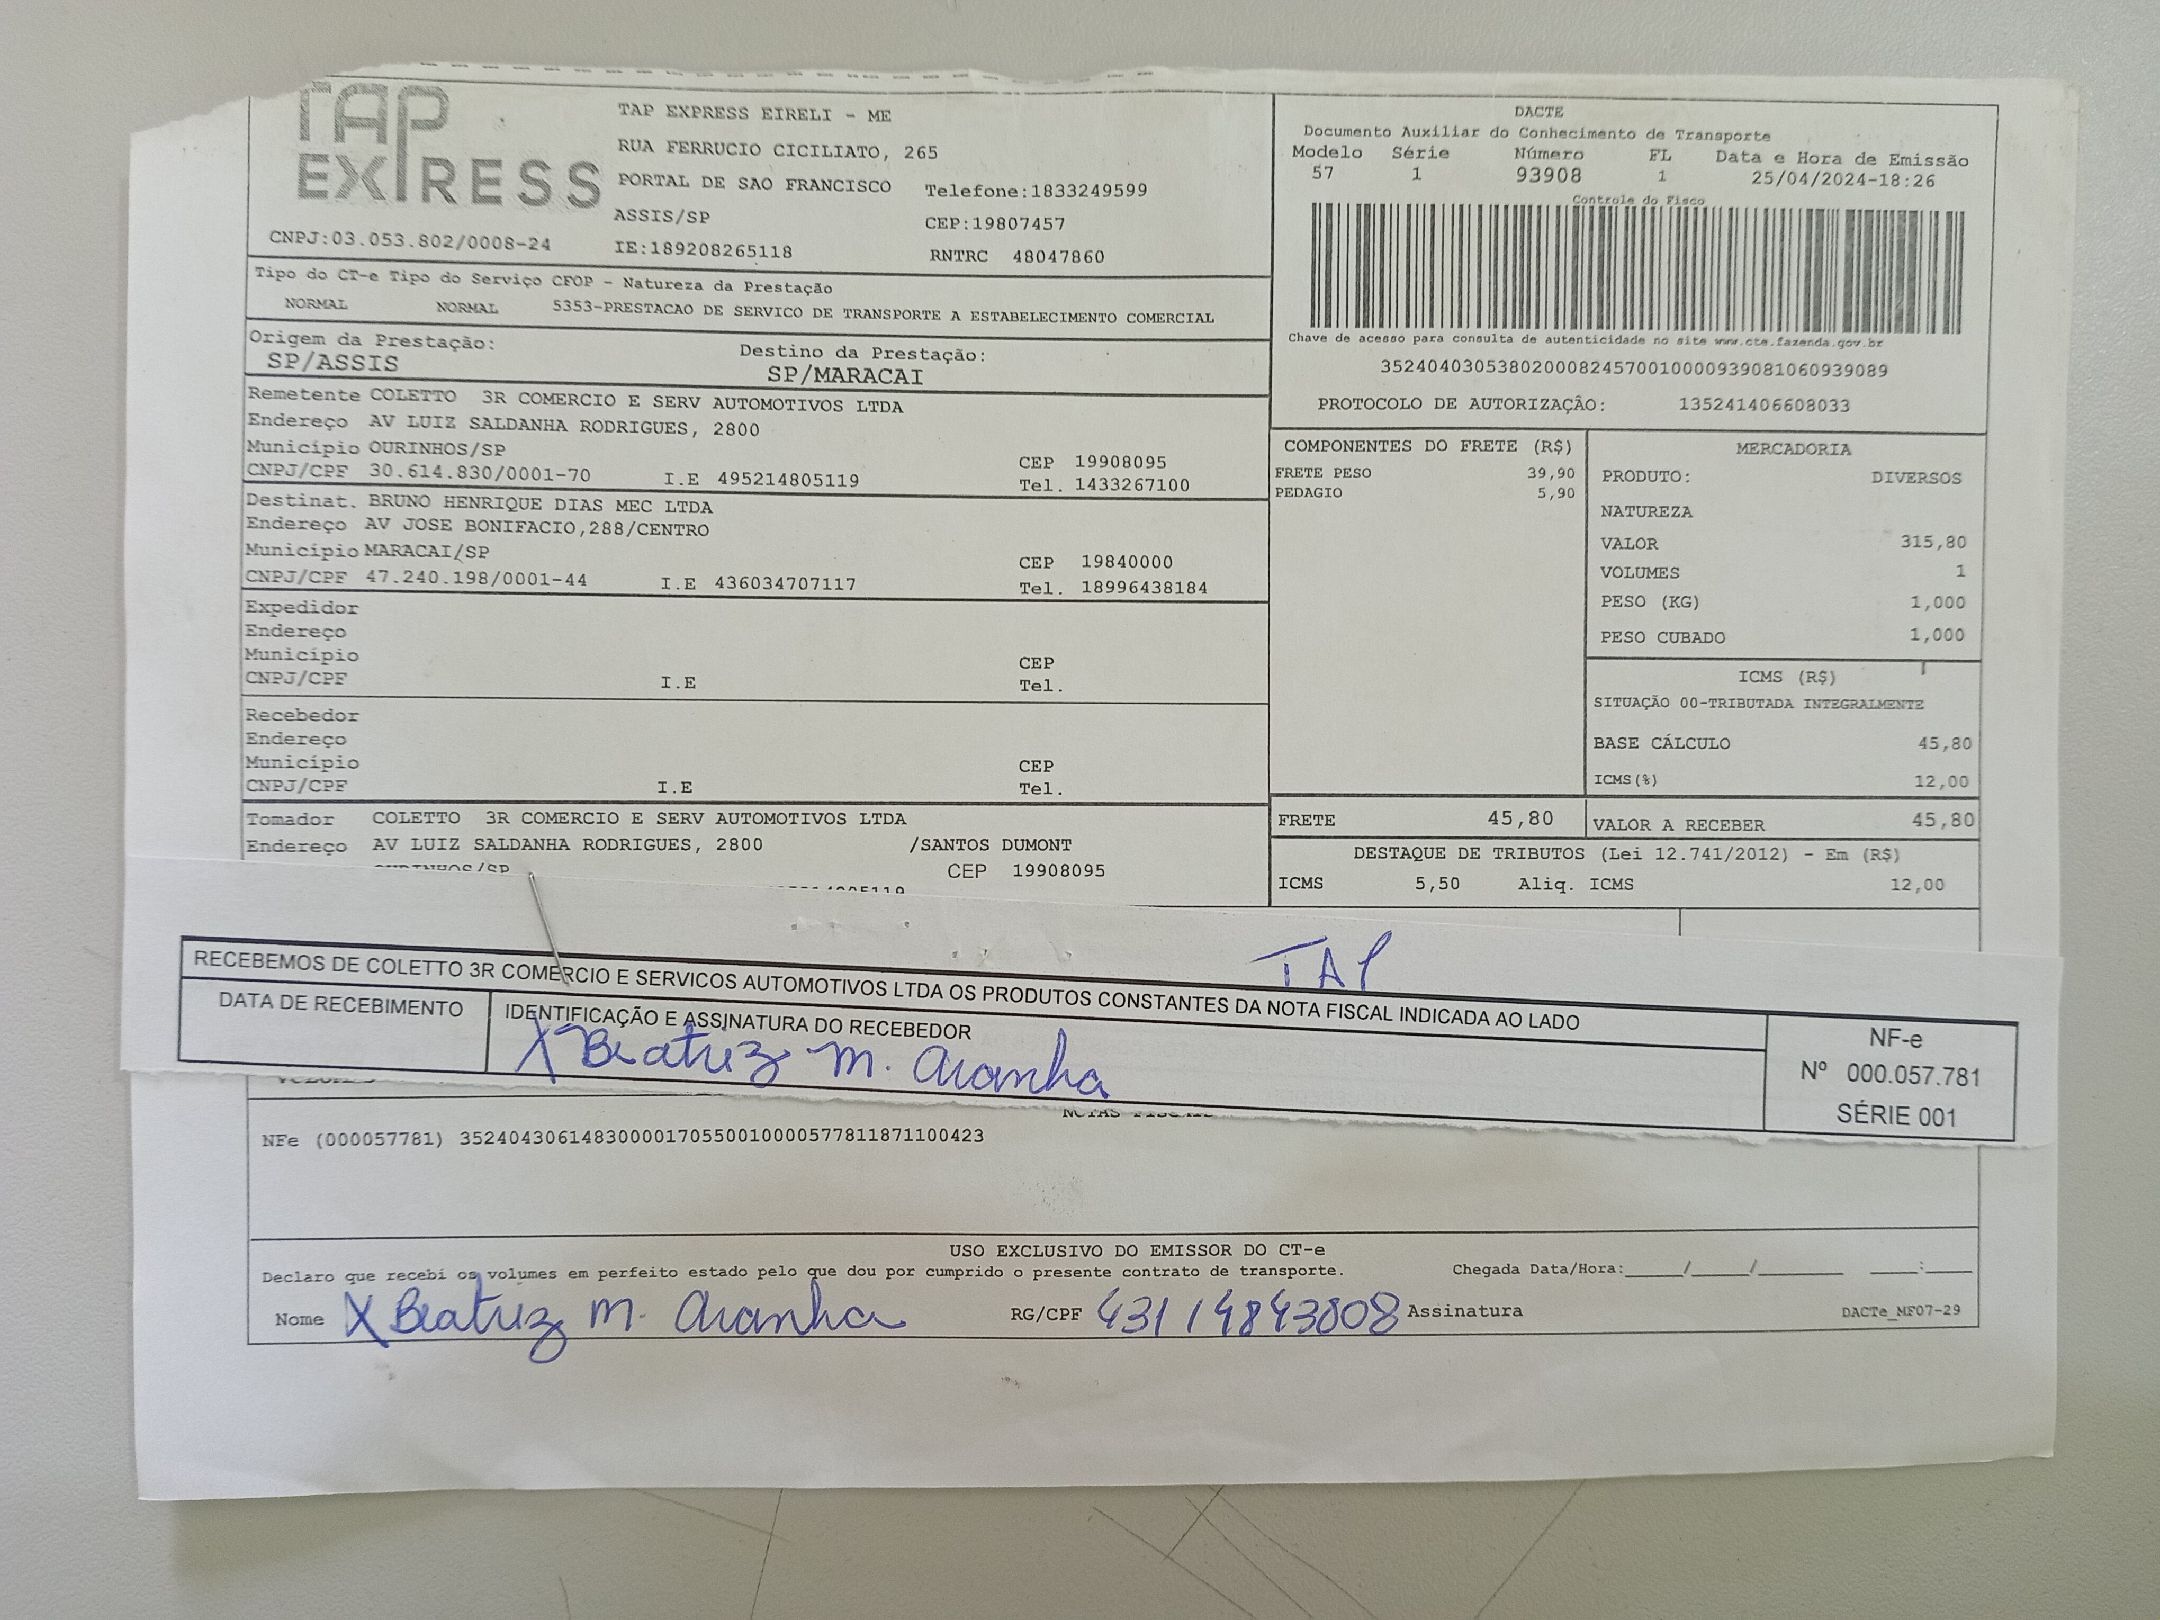 TAP
EXPRESS
TAP EXPRESS EIRELI - ME
RUA FERRUCIO CICILIATO, 265
PORTAL DE SAO FRANCISCO Telefone:1833249599
ASSIS/SP CEP:19807457
CNPJ:03.053.802/0008-24 IE:189208265118 RNTRC 48047860
DACTE
Documento Auxiliar do Conhecimento de Transporte
Modelo Série Número FL Data e Hora de Emissão
57 1 93908 1 25/04/2024-18:26
Controle do Fisco
Chave de acesso para consulta de autenticidade no site www.cte.fazenda.gov.br
35240403053802000824570010000939081060939089
PROTOCOLO DE AUTORIZAÇÃO: 135241406608033
Tipo do CT-e Tipo do Serviço CFOP - Natureza da Prestação
NORMAL NORMAL 5353-PRESTACAO DE SERVICO DE TRANSPORTE A ESTABELECIMENTO COMERCIAL
Origem da Prestação: Destino da Prestação:
SP/ASSIS SP/MARACAI
Remetente COLETTO 3R COMERCIO E SERV AUTOMOTIVOS LTDA
Endereço AV LUIZ SALDANHA RODRIGUES, 2800
Município OURINHOS/SP CEP 19908095
CNPJ/CPF 30.614.830/0001-70 I.E 495214805119 Tel. 1433267100
Destinat. BRUNO HENRIQUE DIAS MEC LTDA
Endereço AV JOSE BONIFACIO,288/CENTRO
Município MARACAI/SP CEP 19840000
CNPJ/CPF 47.240.198/0001-44 I.E 436034707117 Tel. 18996438184
Expedidor
Endereço
Município CEP
CNPJ/CPF I.E Tel.
Recebedor
Endereço
Município CEP
CNPJ/CPF I.E Tel.
Tomador COLETTO 3R COMERCIO E SERV AUTOMOTIVOS LTDA
Endereço AV LUIZ SALDANHA RODRIGUES, 2800 /SANTOS DUMONT
CEP 19908095
COMPONENTES DO FRETE (R$)
FRETE PESO 39,90
PEDAGIO 5,90
MERCADORIA
PRODUTO: DIVERSOS
NATUREZA
VALOR 315,80
VOLUMES 1
PESO (KG) 1,000
PESO CUBADO 1,000
ICMS (R$)
SITUAÇÃO 00-TRIBUTADA INTEGRALMENTE
BASE CÁLCULO 45,80
ICMS(%) 12,00
FRETE 45,80 VALOR A RECEBER 45,80
DESTAQUE DE TRIBUTOS (Lei 12.741/2012) - Em (R$)
ICMS 5,50 Aliq. ICMS 12,00
TAP
RECEBEMOS DE COLETTO 3R COMERCIO E SERVICOS AUTOMOTIVOS LTDA OS PRODUTOS CONSTANTES DA NOTA FISCAL INDICADA AO LADO
DATA DE RECEBIMENTO IDENTIFICAÇÃO E ASSINATURA DO RECEBEDOR
X Beatriz M. Aranha
NF-e
Nº 000.057.781
SÉRIE 001
NFe (000057781) 35240430614830000170550010000577811871100423
USO EXCLUSIVO DO EMISSOR DO CT-e
Declaro que recebi os volumes em perfeito estado pelo que dou por cumprido o presente contrato de transporte. Chegada Data/Hora:____/____/______ ____:____
Nome X Beatriz M. Aranha RG/CPF 43114843808 Assinatura DACTe_MF07-29